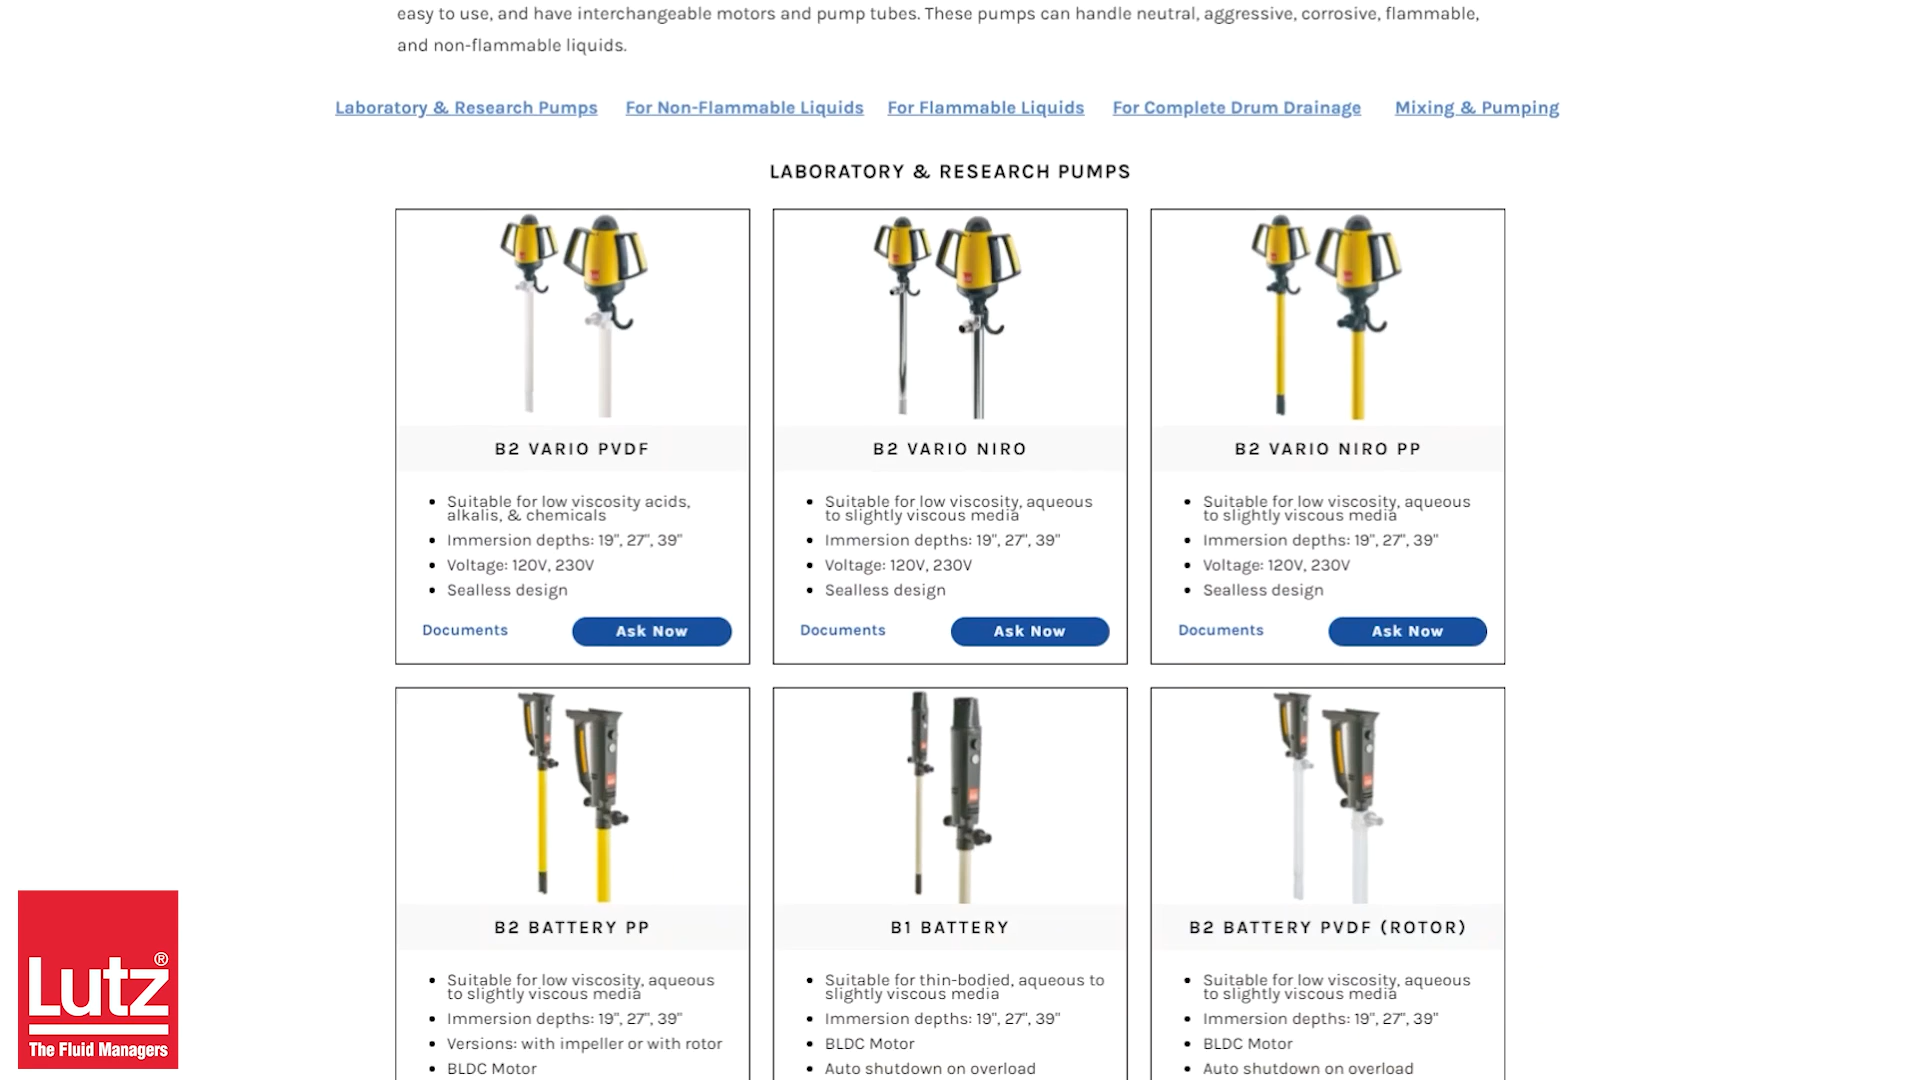 easy to use, and have interchangeable motors and pump tubes. These pumps can handle neutral, aggressive, corrosive, flammable,
and non-flammable liquids.
Laboratory & Research Pumps For Non-Flammable Liquids For Flammable Liquids For Complete Drum Drainage Mixing & Pumping
LABORATORY & RESEARCH PUMPS
B2 VARIO PVDF
• Suitable for low viscosity acids,
alkalis, & chemicals
• Immersion depths: 19", 27", 39"
• Voltage: 120V, 230V
• Sealless design
Documents Ask Now
B2 VARIO NIRO
• Suitable for low viscosity, aqueous
to slightly viscous media
• Immersion depths: 19", 27", 39"
• Voltage: 120V, 230V
• Sealless design
Documents Ask Now
B2 VARIO NIRO PP
• Suitable for low viscosity, aqueous
to slightly viscous media
• Immersion depths: 19", 27", 39"
• Voltage: 120V, 230V
• Sealless design
Documents Ask Now
B2 BATTERY PP
• Suitable for low viscosity, aqueous
to slightly viscous media
• Immersion depths: 19", 27", 39"
• Versions: with impeller or with rotor
• BLDC Motor
B1 BATTERY
• Suitable for thin-bodied, aqueous to
slightly viscous media
• Immersion depths: 19", 27", 39"
• BLDC Motor
• Auto shutdown on overload
B2 BATTERY PVDF (ROTOR)
• Suitable for low viscosity, aqueous
to slightly viscous media
• Immersion depths: 19", 27", 39"
• BLDC Motor
• Auto shutdown on overload
Lutz®
The Fluid Managers